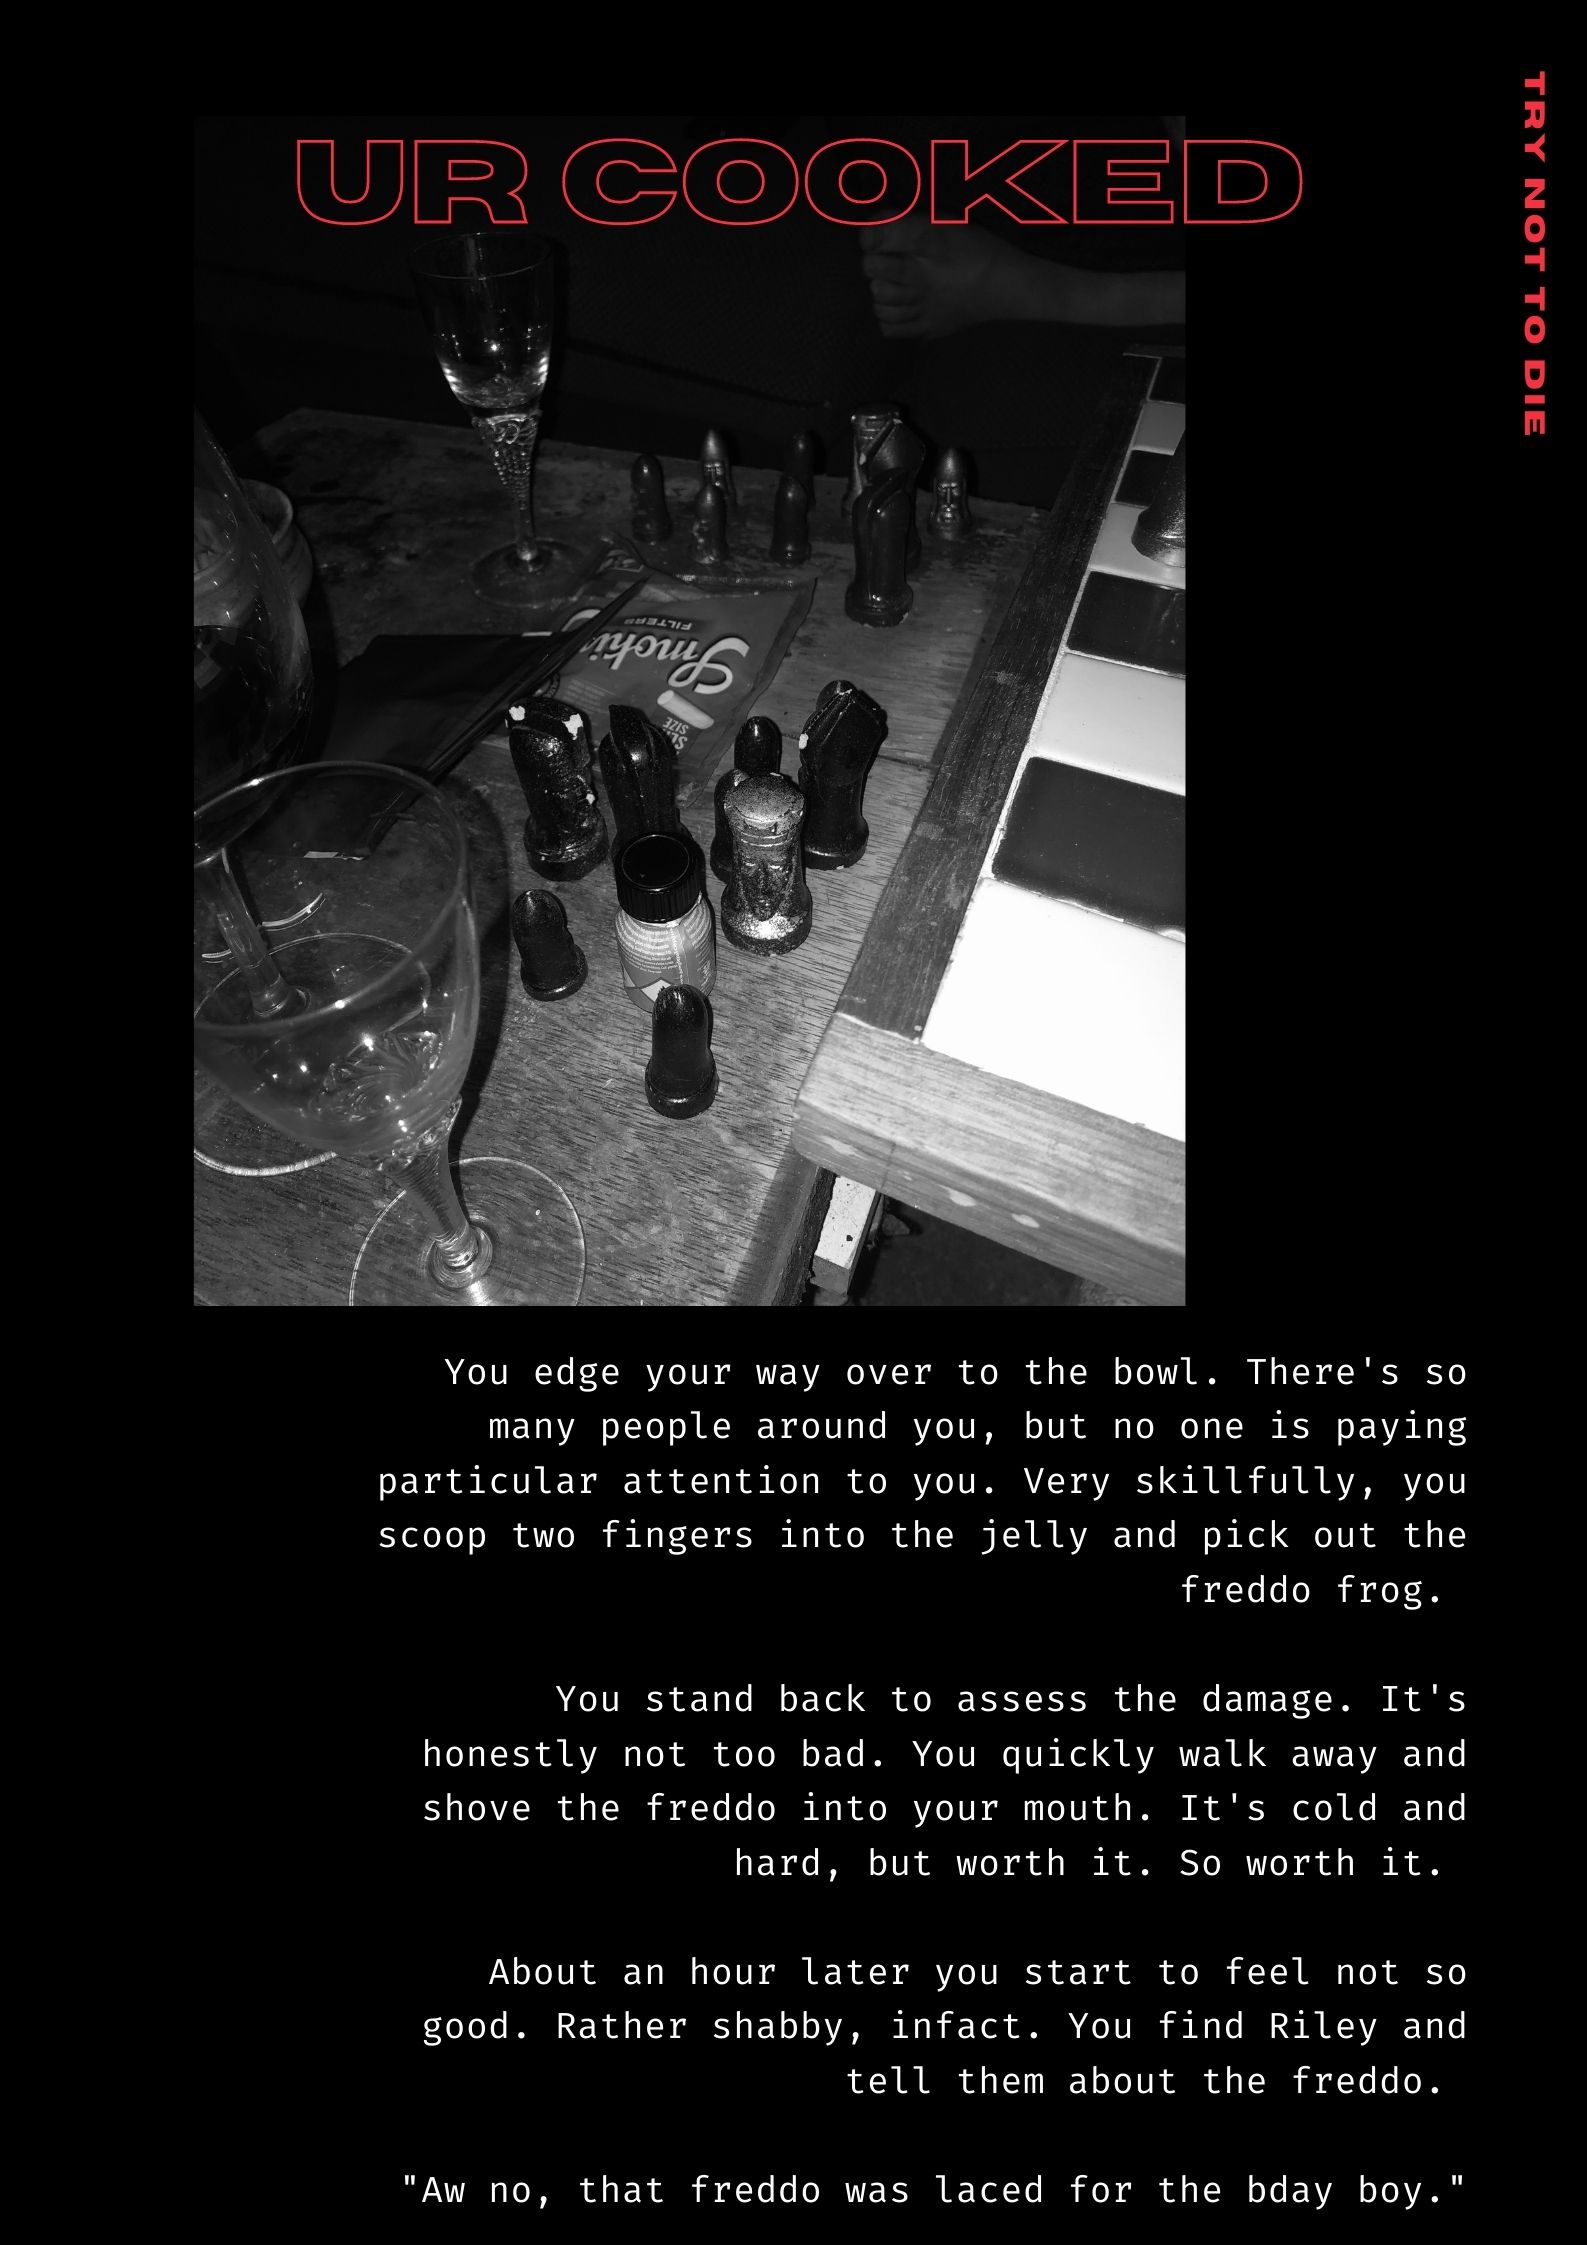 UR COOKED
TRY NOT TO DIE
FILTERS
SIZE
You edge your way over to the bowl. There's so
many people around you, but no one is paying
particular attention to you. Very skillfully, you
scoop two fingers into the jelly and pick out the
freddo frog.
You stand back to assess the damage. It's
honestly not too bad. You quickly walk away and
shove the freddo into your mouth. It's cold and
hard, but worth it. So worth it.
About an hour later you start to feel not so
good. Rather shabby, infact. You find Riley and
tell them about the freddo.
"Aw no, that freddo was laced for the bday boy."